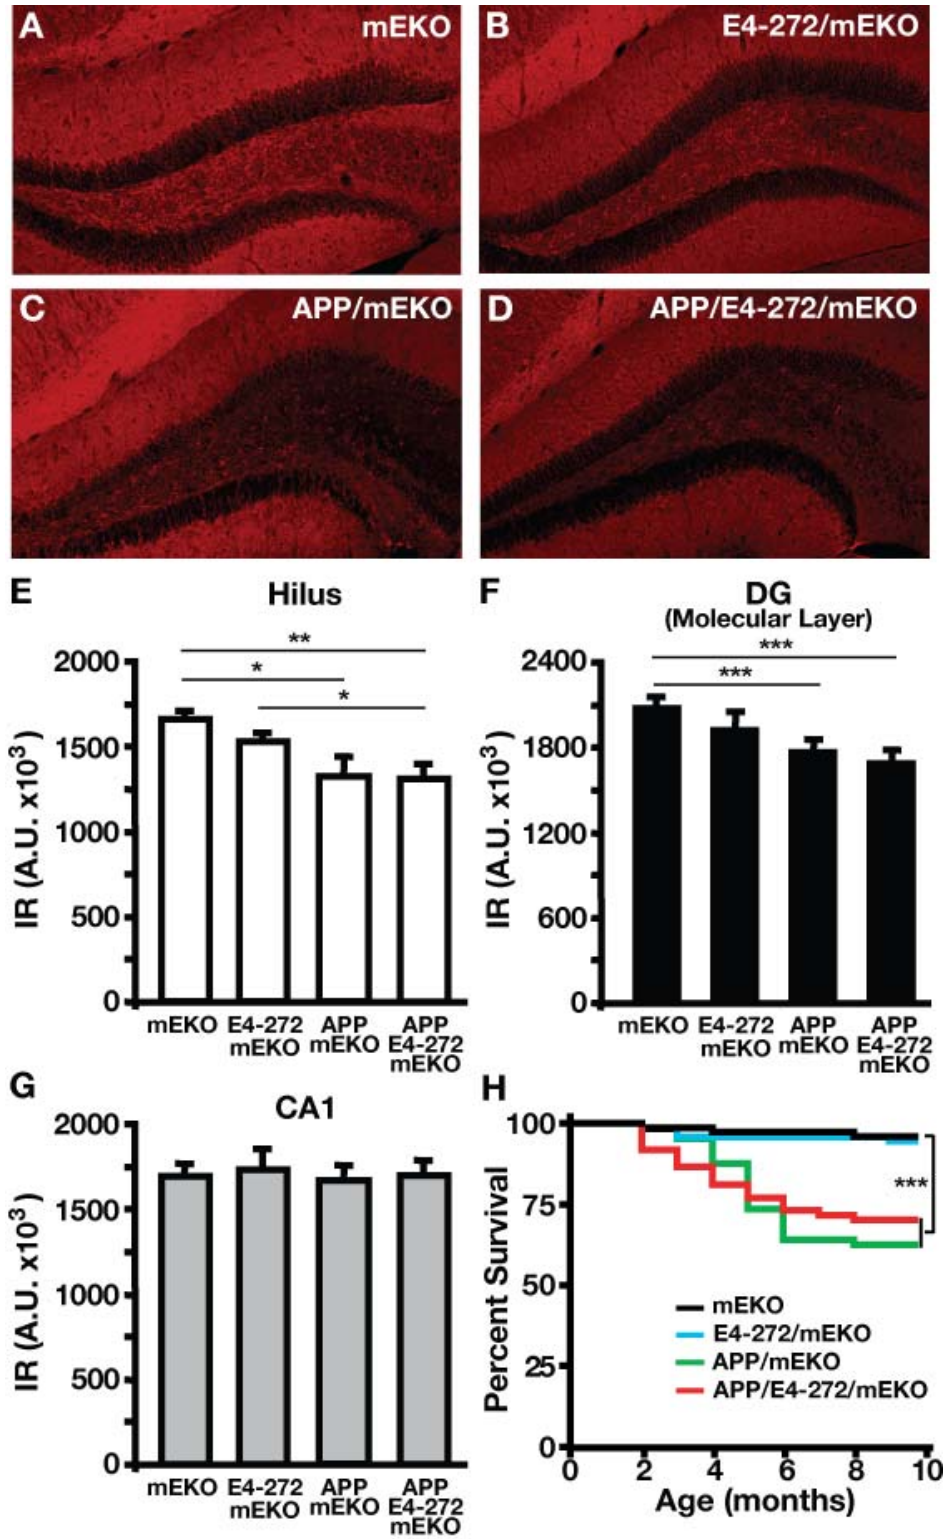 A
mEKO
B
E4-272/mEKO
C
APP/mEKO
D
APP/E4-272/mEKO
E
Hilus
**
*
*
2000
1500
1000
500
0
IR (A.U. x10³)
mEKO
E4-272
mEKO
APP
mEKO
APP
E4-272
mEKO
F
DG
(Molecular Layer)
***
***
2400
1800
1200
600
0
IR (A.U. x10³)
mEKO
E4-272
mEKO
APP
mEKO
APP
E4-272
mEKO
G
CA1
2000
1500
1000
500
0
IR (A.U. x10³)
mEKO
E4-272
mEKO
APP
mEKO
APP
E4-272
mEKO
H
100
75
50
25
0
Percent Survival
***
mEKO
E4-272/mEKO
APP/mEKO
APP/E4-272/mEKO
0 2 4 6 8 10
Age (months)